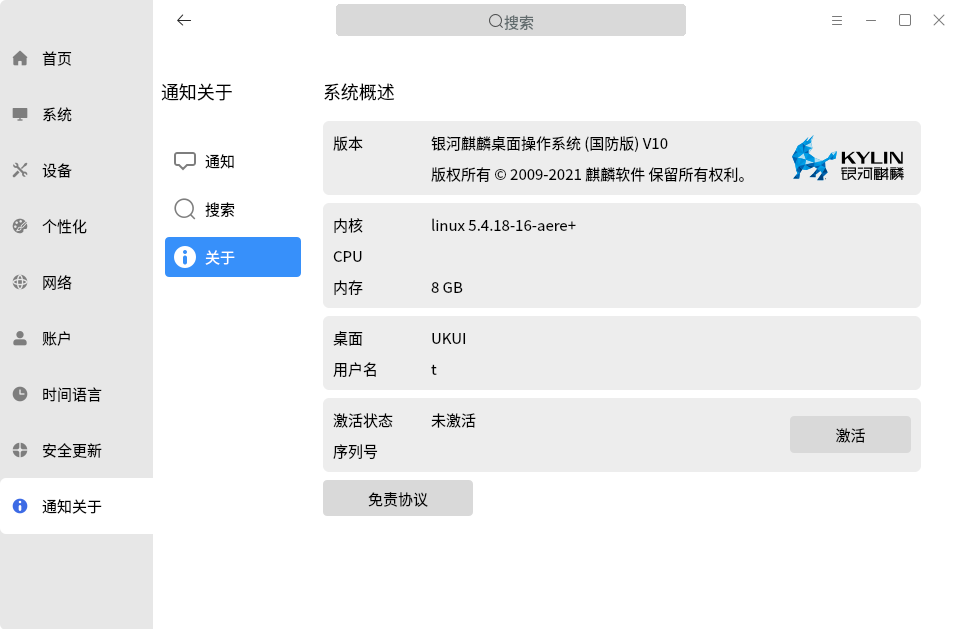 搜索
首页
系统
设备
个性化
网络
账户
时间语言
安全更新
通知关于
通知关于
通知
搜索
关于
系统概述
版本 银河麒麟桌面操作系统 (国防版) V10
版权所有 © 2009-2021 麒麟软件 保留所有权利。
KYLIN
银河麒麟
内核 linux 5.4.18-16-aere+
CPU
内存 8 GB
桌面 UKUI
用户名 t
激活状态 未激活
序列号
激活
免责协议